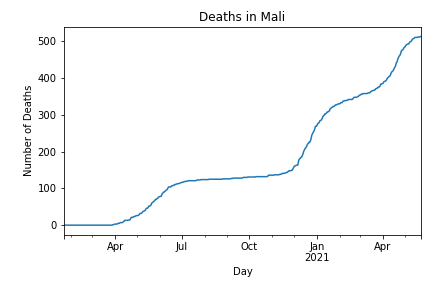 Deaths in Mali
Number of Deaths
500
400
300
200
100
0
Apr
Jul
Oct
Jan
2021
Apr
Day